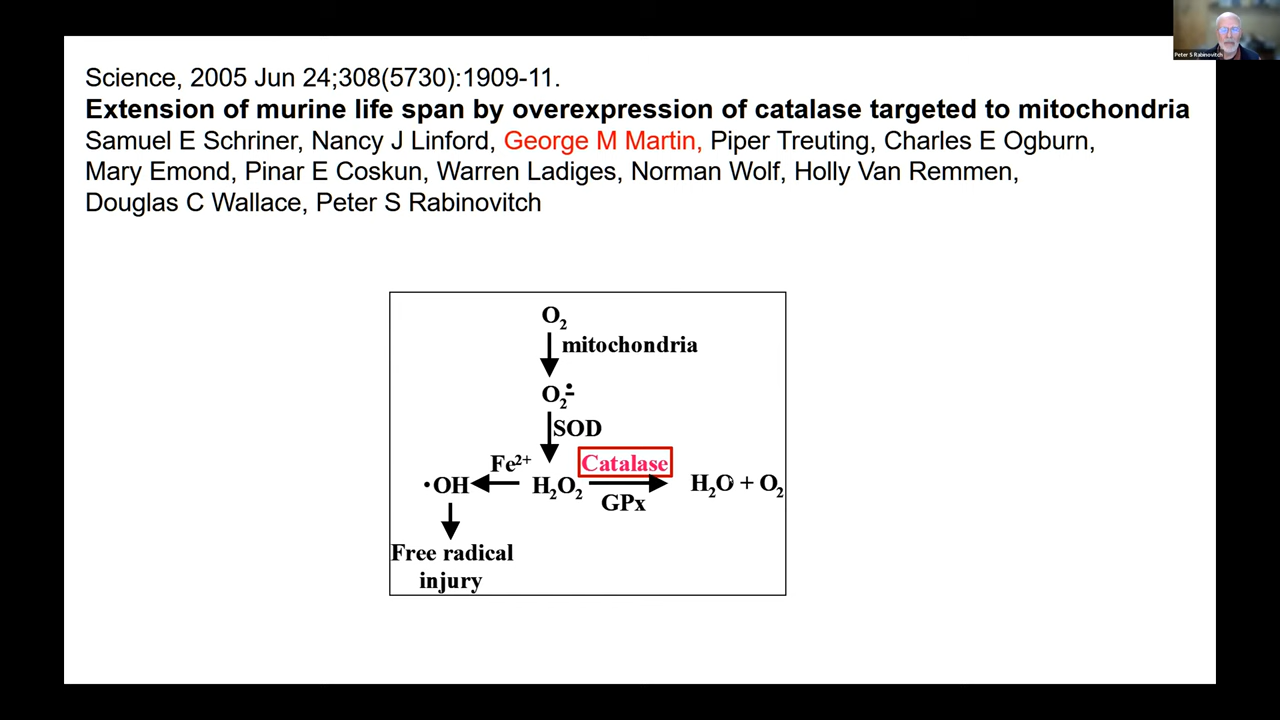 Peter S Rabinovitch
Science, 2005 Jun 24;308(5730):1909-11.
Extension of murine life span by overexpression of catalase targeted to mitochondria
Samuel E Schriner, Nancy J Linford, George M Martin, Piper Treuting, Charles E Ogburn,
Mary Emond, Pinar E Coskun, Warren Ladiges, Norman Wolf, Holly Van Remmen,
Douglas C Wallace, Peter S Rabinovitch
O₂
mitochondria
O₂∸
SOD
Fe²⁺ Catalase
·OH H₂O₂ H₂O + O₂
GPx
Free radical
injury